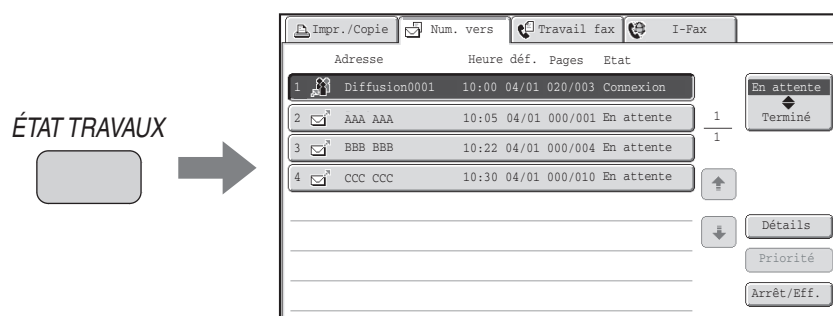 Impr./Copie Num. vers Travail fax I-Fax
Adresse Heure déf. Pages Etat
1 Diffusion0001 10:00 04/01 020/003 Connexion
En attente
2 AAA AAA 10:05 04/01 000/001 En attente
1
Terminé
ÉTAT TRAVAUX
3 BBB BBB 10:22 04/01 000/004 En attente
1
4 CCC CCC 10:30 04/01 000/010 En attente
Détails
Priorité
Arrêt/Eff.